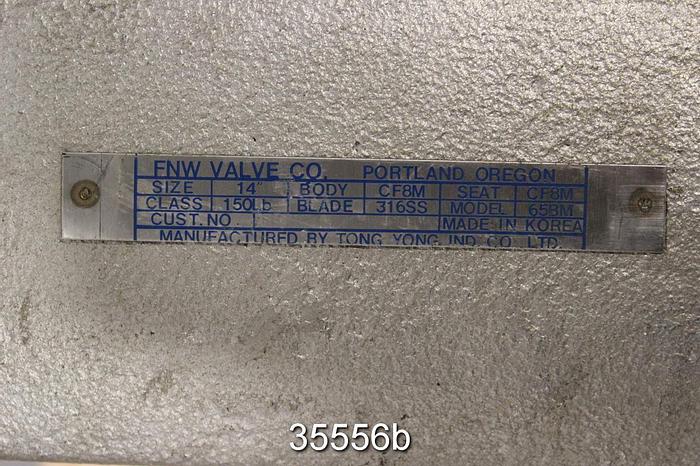 FNW VALVE CO. PORTLAND OREGON
SIZE 14" BODY CF8M SEAT CF8M
CLASS 150Lb BLADE 316SS MODEL 65BM
CUST.NO MADE IN KOREA
MANUFACTURED BY TONG YONG IND CO. LTD.
35556b